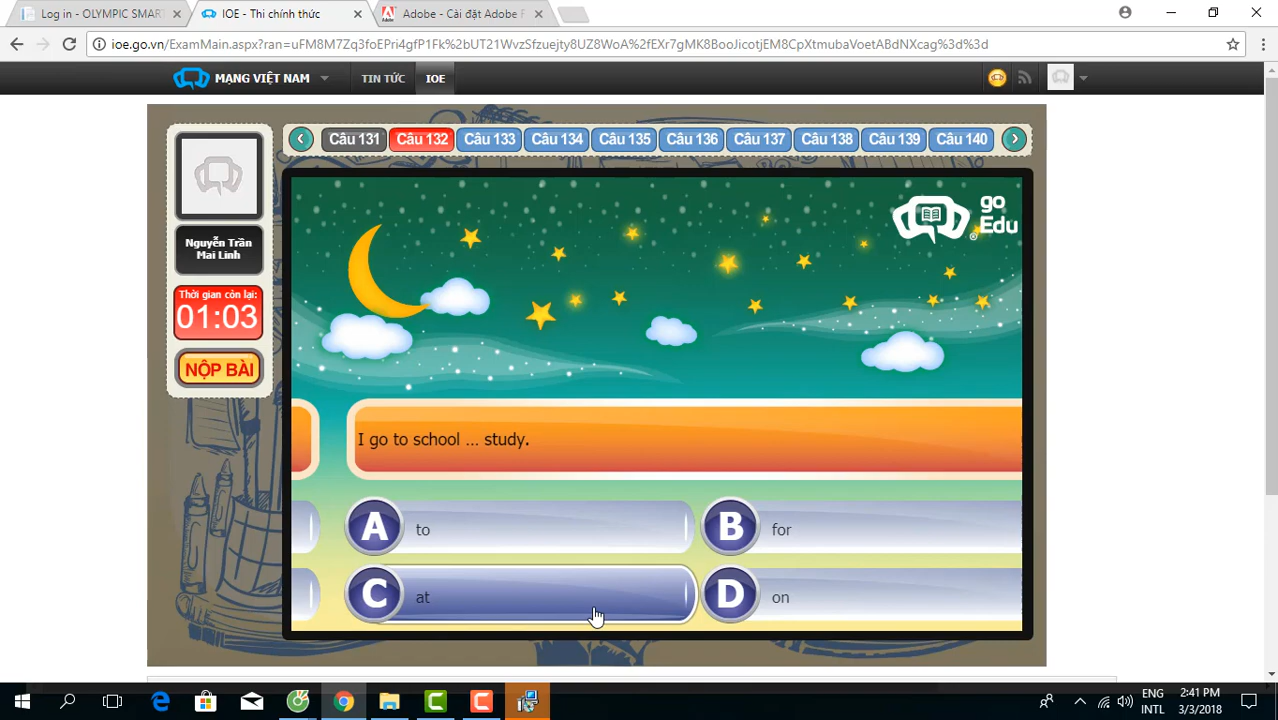 Log in - OLYMPIC SMART
IOE - Thi chính thức
Adobe - Cài đặt Adobe F
ioe.go.vn/ExamMain.aspx?ran=uFM8M7Zq3foEPri4gfP1Fk%2bUT21WvzSfzuejty8UZ8WoA%2fEXr7gMK8BooJicotjEM8CpXtmubaVoetABdNXcag%3d%3d
MẠNG VIỆT NAM
TIN TỨC
IOE
Câu 131
Câu 132
Câu 133
Câu 134
Câu 135
Câu 136
Câu 137
Câu 138
Câu 139
Câu 140
Nguyễn Trần
Mai Linh
Thời gian còn lại:
01:03
NỘP BÀI
go
Edu
I go to school ... study.
A to
B for
C at
D on
ENG
INTL
2:41 PM
3/3/2018